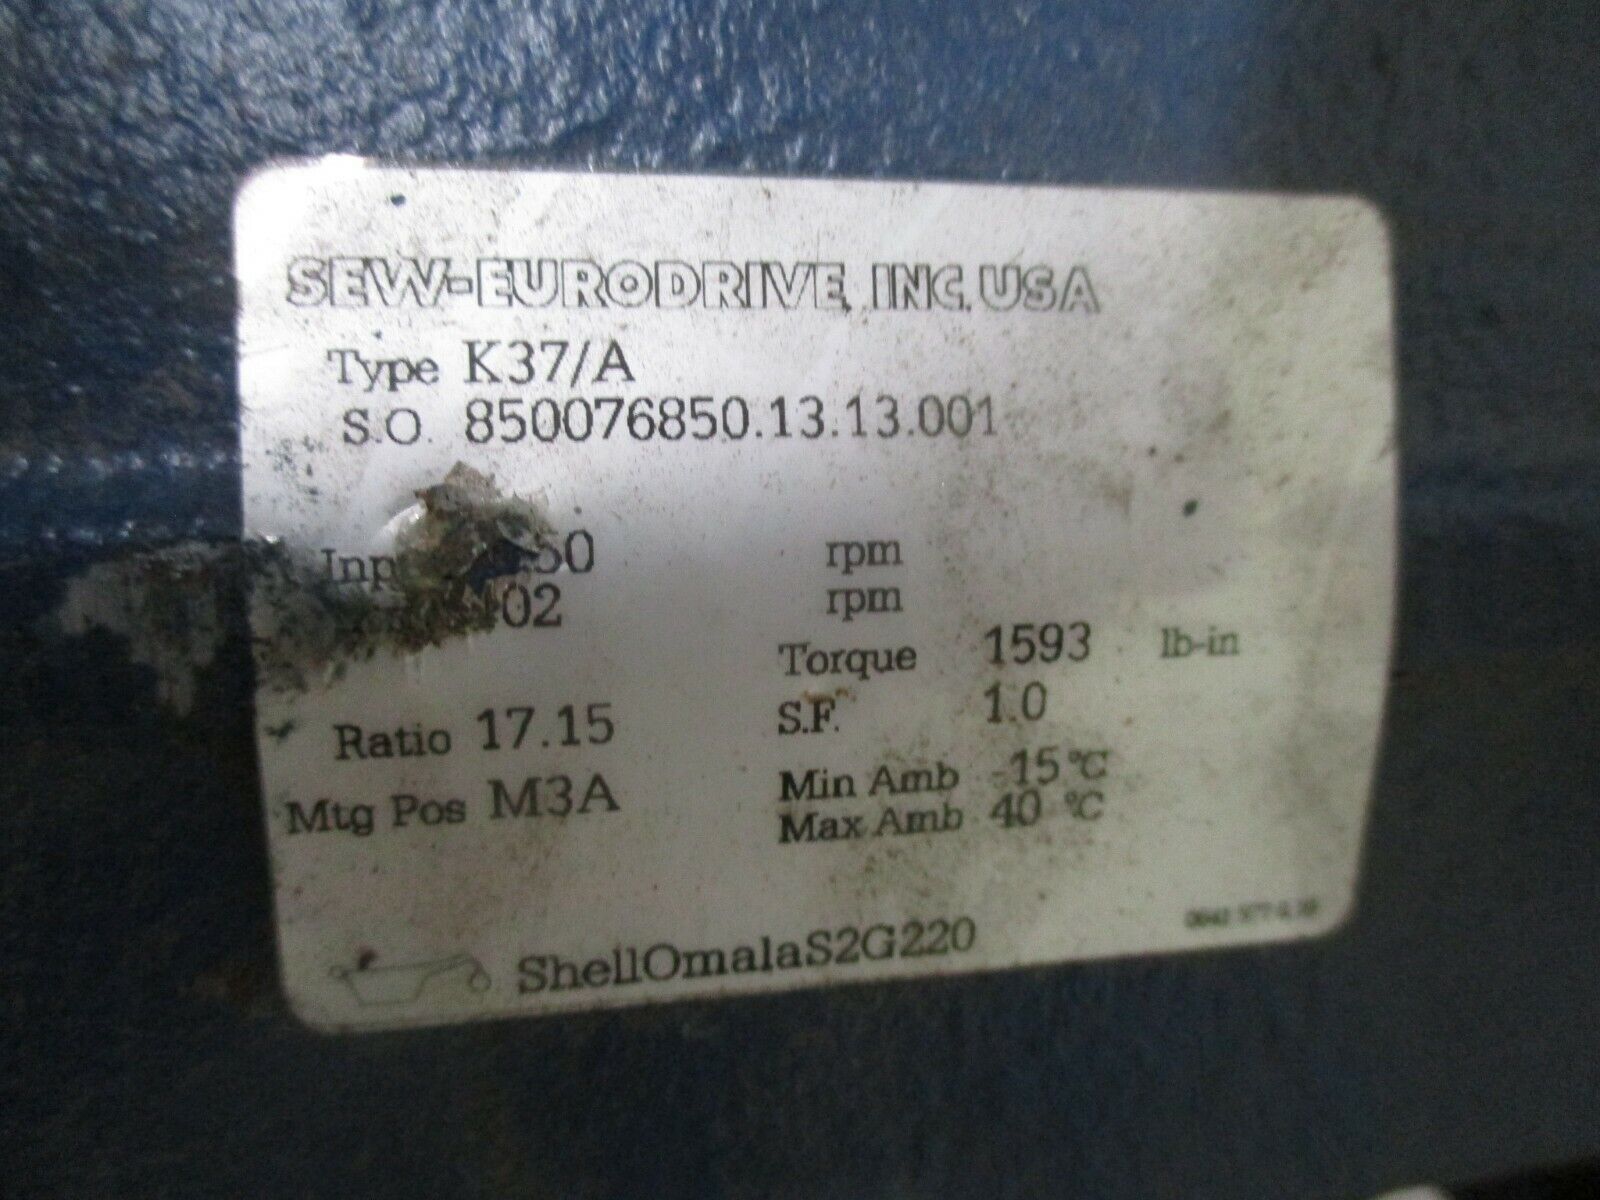 SEW-EURODRIVE, INC. USA
Type K37/A
S.O. 850076850.13.13.001
rpm
rpm
Torque 1593 lb-in
Ratio 17.15
S.F. 1.0
Mtg Pos M3A
Min Amb -15 °C
Max Amb 40 °C
ShellOmalaS2G220